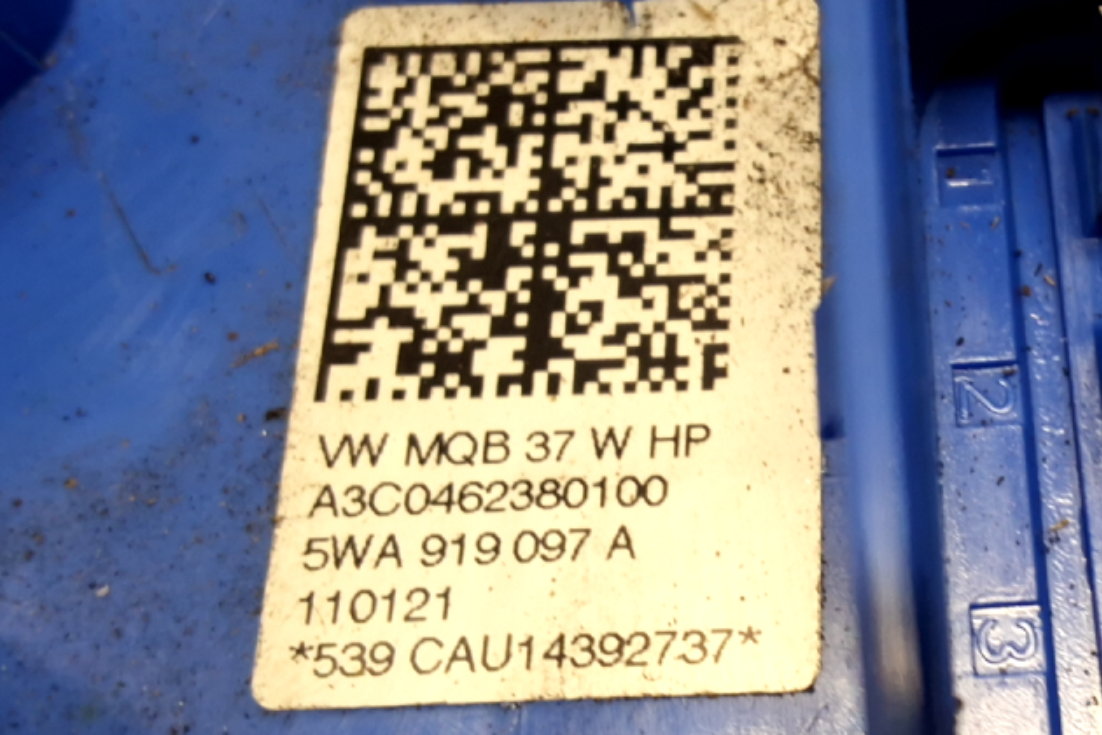 VW MQB 37 W HP
A3C0462380100
5WA 919 097 A
110121
*539 CAU14392737*
1
2
3